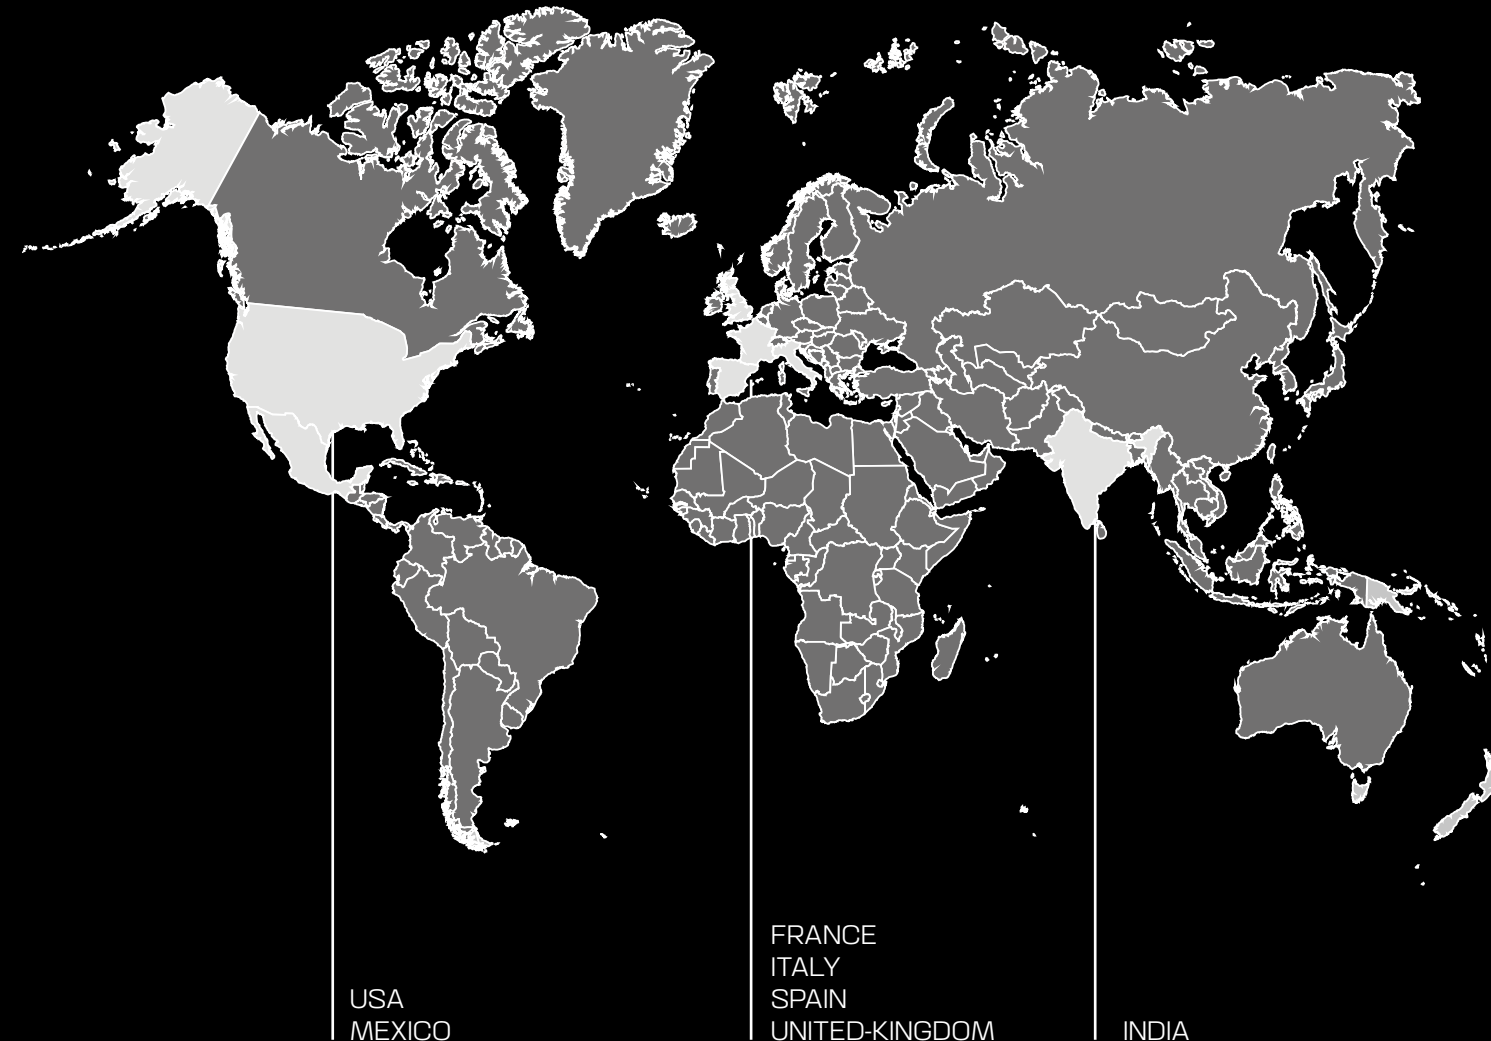 USA
MEXICO
FRANCE
ITALY
SPAIN
UNITED-KINGDOM
INDIA